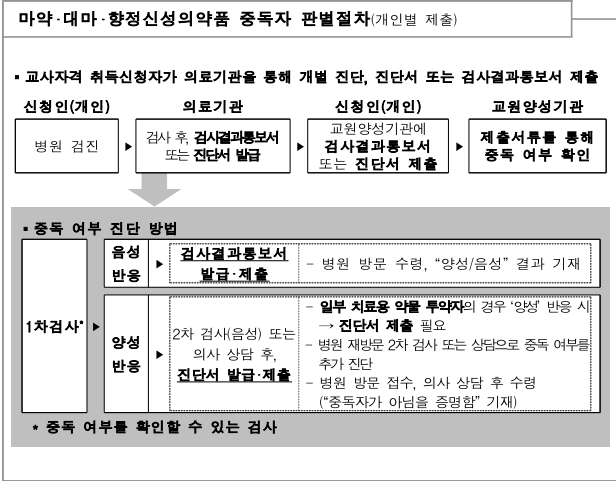 마약·대마·향정신성의약품 중독자 판별절차(개인별 제출)
▪ 교사자격 취득신청자가 의료기관을 통해 개별 진단, 진단서 또는 검사결과통보서 제출
신청인(개인)
의료기관
신청인(개인)
교원양성기관
병원 검진
▶
검사 후, 검사결과통보서
또는 진단서 발급
▶
교원양성기관에
검사결과통보서
또는 진단서 제출
▶
제출서류를 통해
중독 여부 확인
▪ 중독 여부 진단 방법
1차검사*
▶
음성
반응
▶
검사결과통보서
발급·제출
- 병원 방문 수령, “양성/음성” 결과 기재
양성
반응
▶
2차 검사(음성) 또는
의사 상담 후,
진단서 발급·제출
- 일부 치료용 약물 투약자의 경우 ‘양성’ 반응 시
→ 진단서 제출 필요
- 병원 재방문 2차 검사 또는 상담으로 중독 여부를
추가 진단
- 병원 방문 접수, 의사 상담 후 수령
(“중독자가 아님을 증명함” 기재)
* 중독 여부를 확인할 수 있는 검사